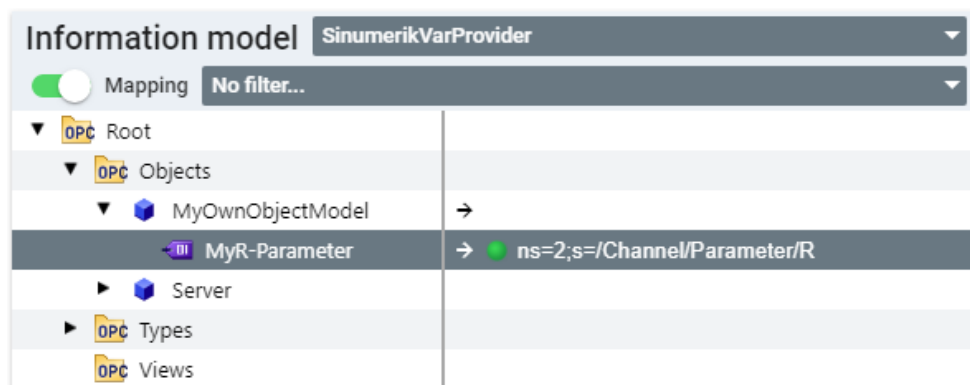 Information model SinumerikVarProvider
Mapping No filter...
OPC Root
OPC Objects
MyOwnObjectModel →
DI MyR-Parameter → ns=2;s=/Channel/Parameter/R
Server
OPC Types
OPC Views